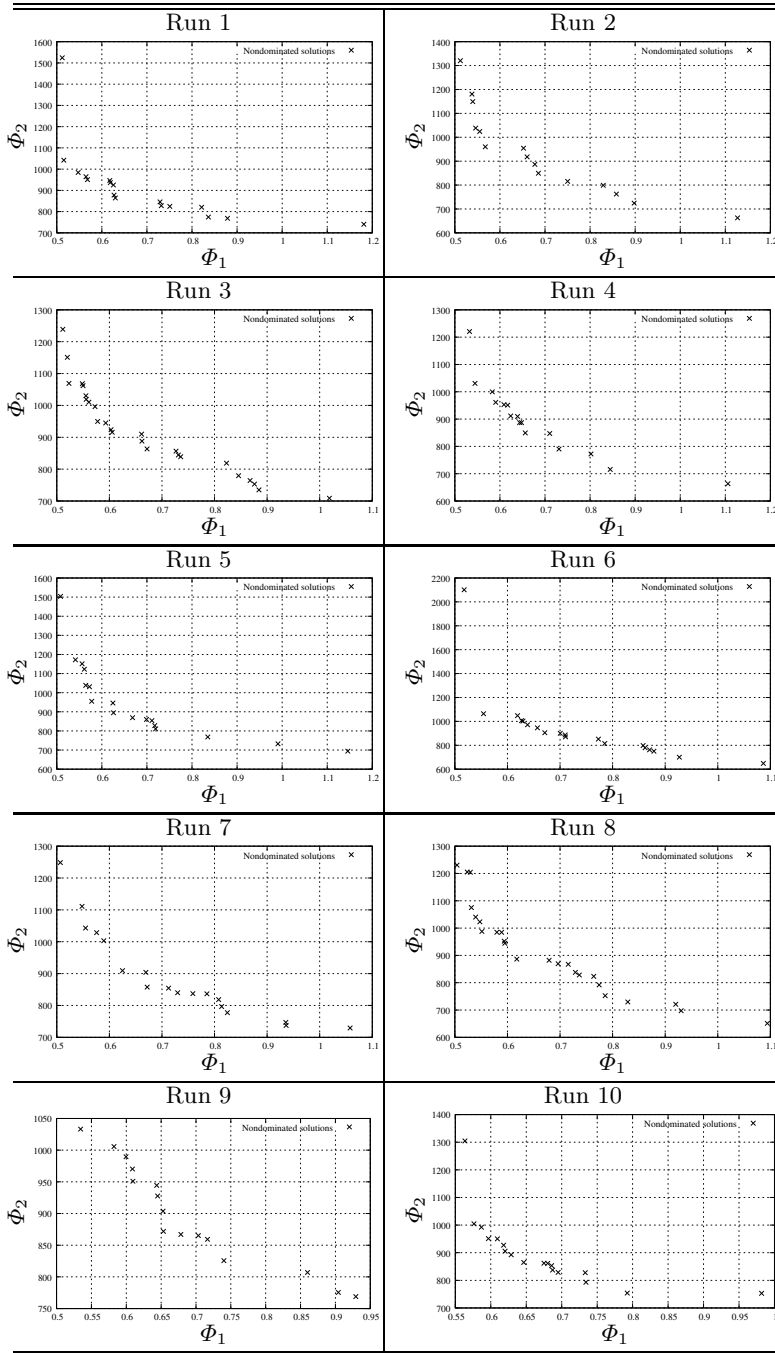 Run 1
Nondominated solutions
Φ2
1600
1500
1400
1300
1200
1100
1000
900
800
700
0.5 0.6 0.7 0.8 0.9 1 1.1 1.2
Φ1
Run 2
Nondominated solutions
Φ2
1400
1300
1200
1100
1000
900
800
700
600
0.5 0.6 0.7 0.8 0.9 1 1.1 1.2
Φ1
Run 3
Nondominated solutions
Φ2
1300
1200
1100
1000
900
800
700
0.5 0.6 0.7 0.8 0.9 1 1.1
Φ1
Run 4
Nondominated solutions
Φ2
1300
1200
1100
1000
900
800
700
600
0.5 0.6 0.7 0.8 0.9 1 1.1 1.2
Φ1
Run 5
Nondominated solutions
Φ2
1600
1500
1400
1300
1200
1100
1000
900
800
700
600
0.5 0.6 0.7 0.8 0.9 1 1.1 1.2
Φ1
Run 6
Nondominated solutions
Φ2
2200
2000
1800
1600
1400
1200
1000
800
600
0.5 0.6 0.7 0.8 0.9 1 1.1
Φ1
Run 7
Nondominated solutions
Φ2
1300
1200
1100
1000
900
800
700
0.5 0.6 0.7 0.8 0.9 1 1.1
Φ1
Run 8
Nondominated solutions
Φ2
1300
1200
1100
1000
900
800
700
600
0.5 0.6 0.7 0.8 0.9 1 1.1
Φ1
Run 9
Nondominated solutions
Φ2
1050
1000
950
900
850
800
750
0.5 0.55 0.6 0.65 0.7 0.75 0.8 0.85 0.9 0.95
Φ1
Run 10
Nondominated solutions
Φ2
1400
1300
1200
1100
1000
900
800
700
0.55 0.6 0.65 0.7 0.75 0.8 0.85 0.9 0.95 1
Φ1